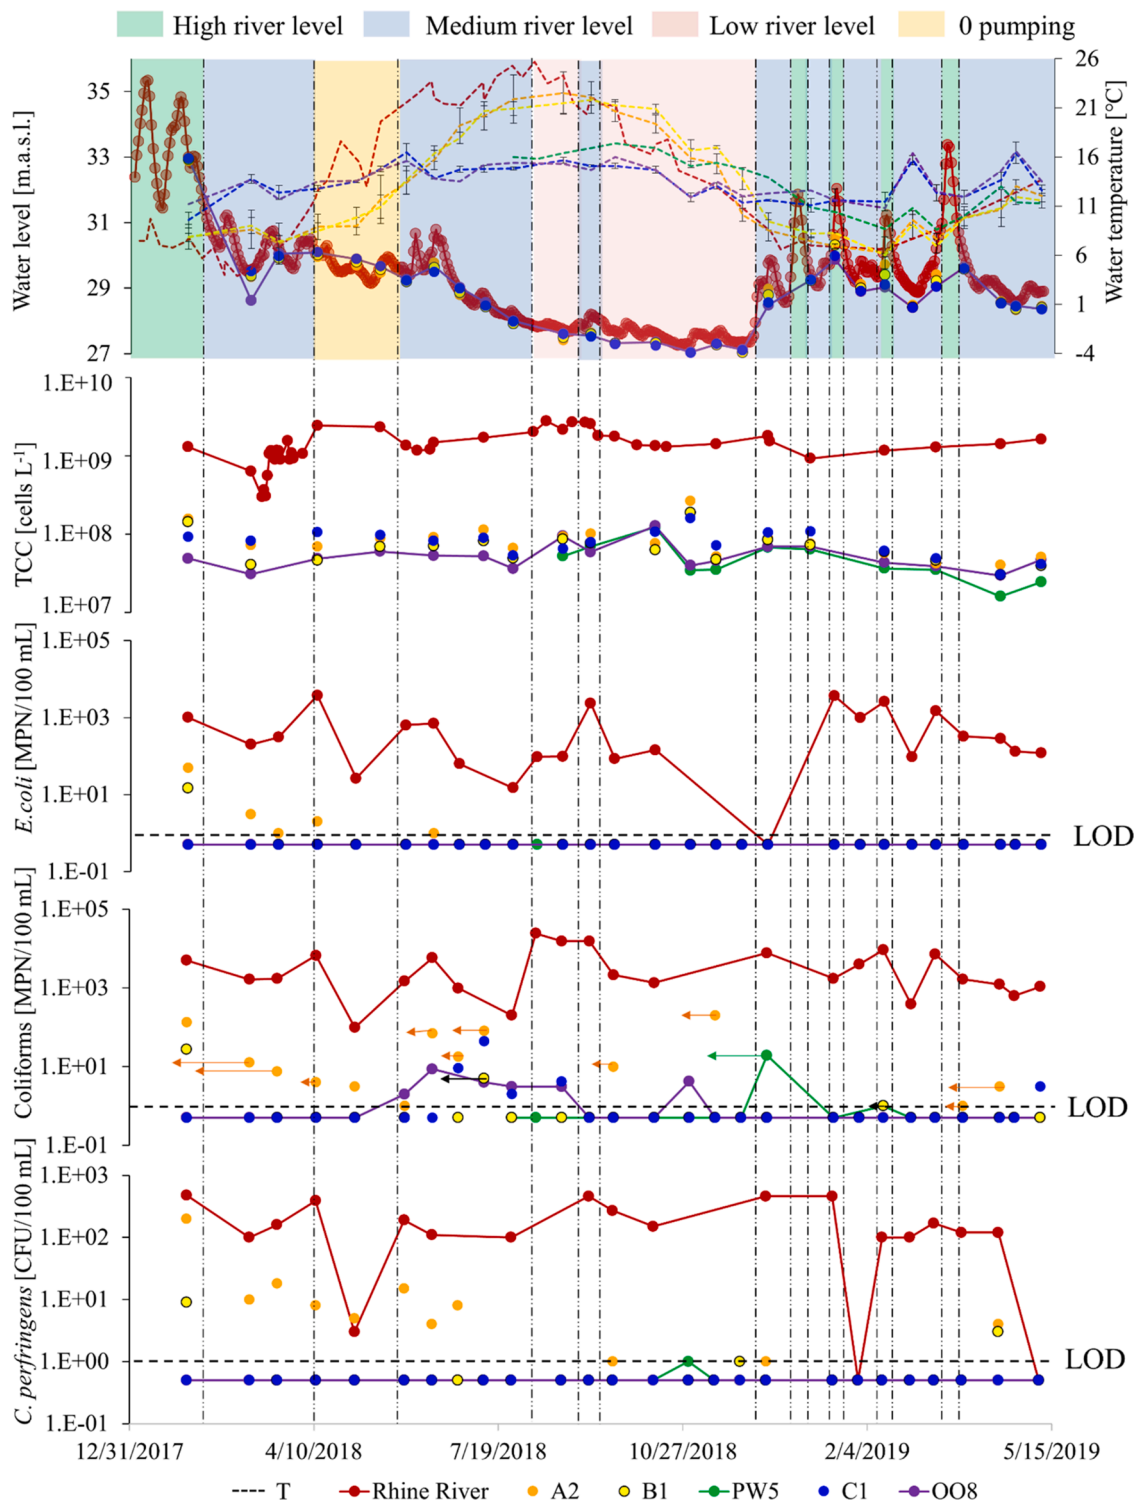 High river level Medium river level Low river level 0 pumping
Water level [m.a.s.l.]
35
33
31
29
27
26
21
16
11
6
1
-4
Water temperature [°C]
TCC [cells L⁻¹]
1.E+10
1.E+09
1.E+08
1.E+07
E.coli [MPN/100 mL]
1.E+05
1.E+03
1.E+01
1.E-01
LOD
Coliforms [MPN/100 mL]
1.E+05
1.E+03
1.E+01
1.E-01
LOD
C. perfringens [CFU/100 mL]
1.E+03
1.E+02
1.E+01
1.E+00
1.E-01
LOD
12/31/2017 4/10/2018 7/19/2018 10/27/2018 2/4/2019 5/15/2019
T Rhine River A2 B1 PW5 C1 OO8